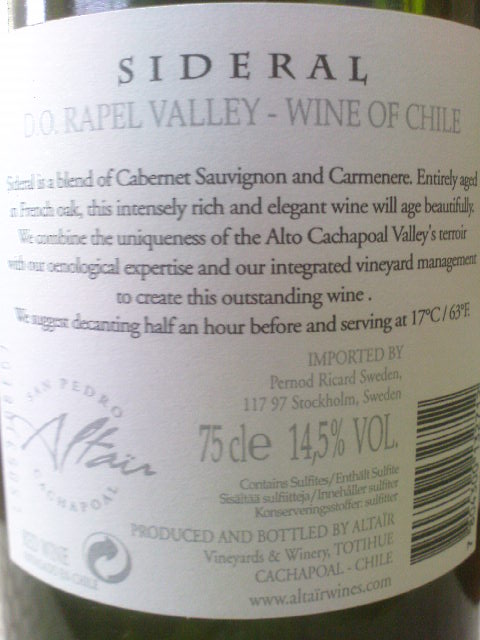 SIDERAL
D.O. RAPEL VALLEY - WINE OF CHILE
Sideral is a blend of Cabernet Sauvignon and Carmenere. Entirely aged
in French oak, this intensely rich and elegant wine will age beautifully.
We combine the uniqueness of the Alto Cachapoal Valley's terroir
with our oenological expertise and our integrated vineyard management
to create this outstanding wine .
We suggest decanting half an hour before and serving at 17°C / 63°F.
IMPORTED BY
Pernod Ricard Sweden,
117 97 Stockholm, Sweden
SAN PEDRO
Altaïr
CACHAPOAL
75 cle 14,5% VOL.
Contains Sulfites/Enthält Sulfite
Sisältää sulfiitteja/Innehåller sulfiter
Konserveringsstoffer: sulfitter
PRODUCED AND BOTTLED BY ALTAÏR
Vineyards & Winery, TOTIHUE
CACHAPOAL - CHILE
www.altaïrwines.com
RED WINE